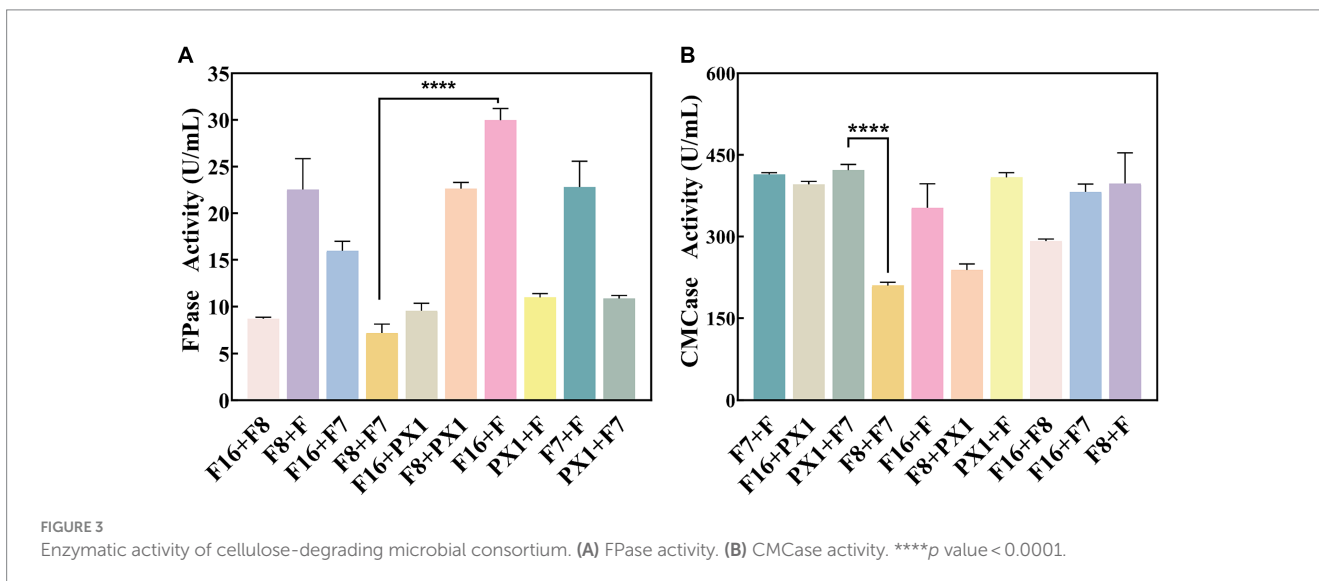 A
FPase Activity (U/mL)
35
30
25
20
15
10
5
0
****
F16+F8
F8+F
F16+F7
F8+F7
F16+PX1
F8+PX1
F16+F
PX1+F
F7+F
PX1+F7
B
CMCase Activity (U/mL)
600
450
300
150
0
****
F7+F
F16+PX1
PX1+F7
F8+F7
F16+F
F8+PX1
PX1+F
F16+F8
F16+F7
F8+F
FIGURE 3
Enzymatic activity of cellulose-degrading microbial consortium. (A) FPase activity. (B) CMCase activity. ****p value < 0.0001.